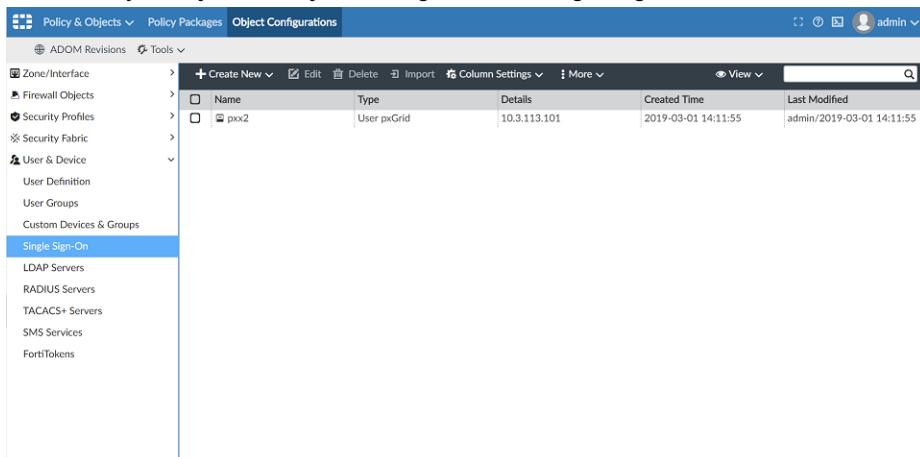 Policy & Objects Policy Packages Object Configurations admin
ADOM Revisions Tools
Zone/Interface
Firewall Objects
Security Profiles
Security Fabric
User & Device
User Definition
User Groups
Custom Devices & Groups
Single Sign-On
LDAP Servers
RADIUS Servers
TACACS+ Servers
SMS Services
FortiTokens
Create New Edit Delete Import Column Settings More View
Name Type Details Created Time Last Modified
pxx2 User pxGrid 10.3.113.101 2019-03-01 14:11:55 admin/2019-03-01 14:11:55